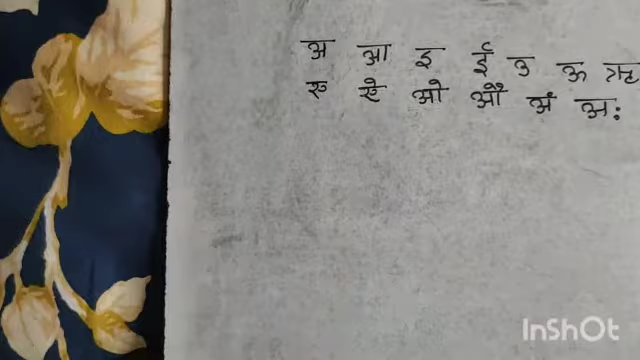 अ आ इ ई उ ऊ ऋ
ए ऐ ओ औ अं अः
InShOt